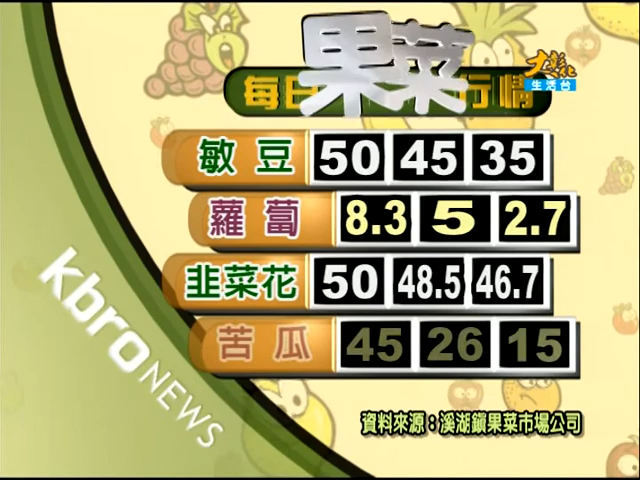 每日果菜行情
大彰化
生活台
敏豆 50 45 35
蘿蔔 8.3 5 2.7
韭菜花 50 48.5 46.7
苦瓜 45 26 15
資料來源：溪湖鎮果菜市場公司
kbro NEWS